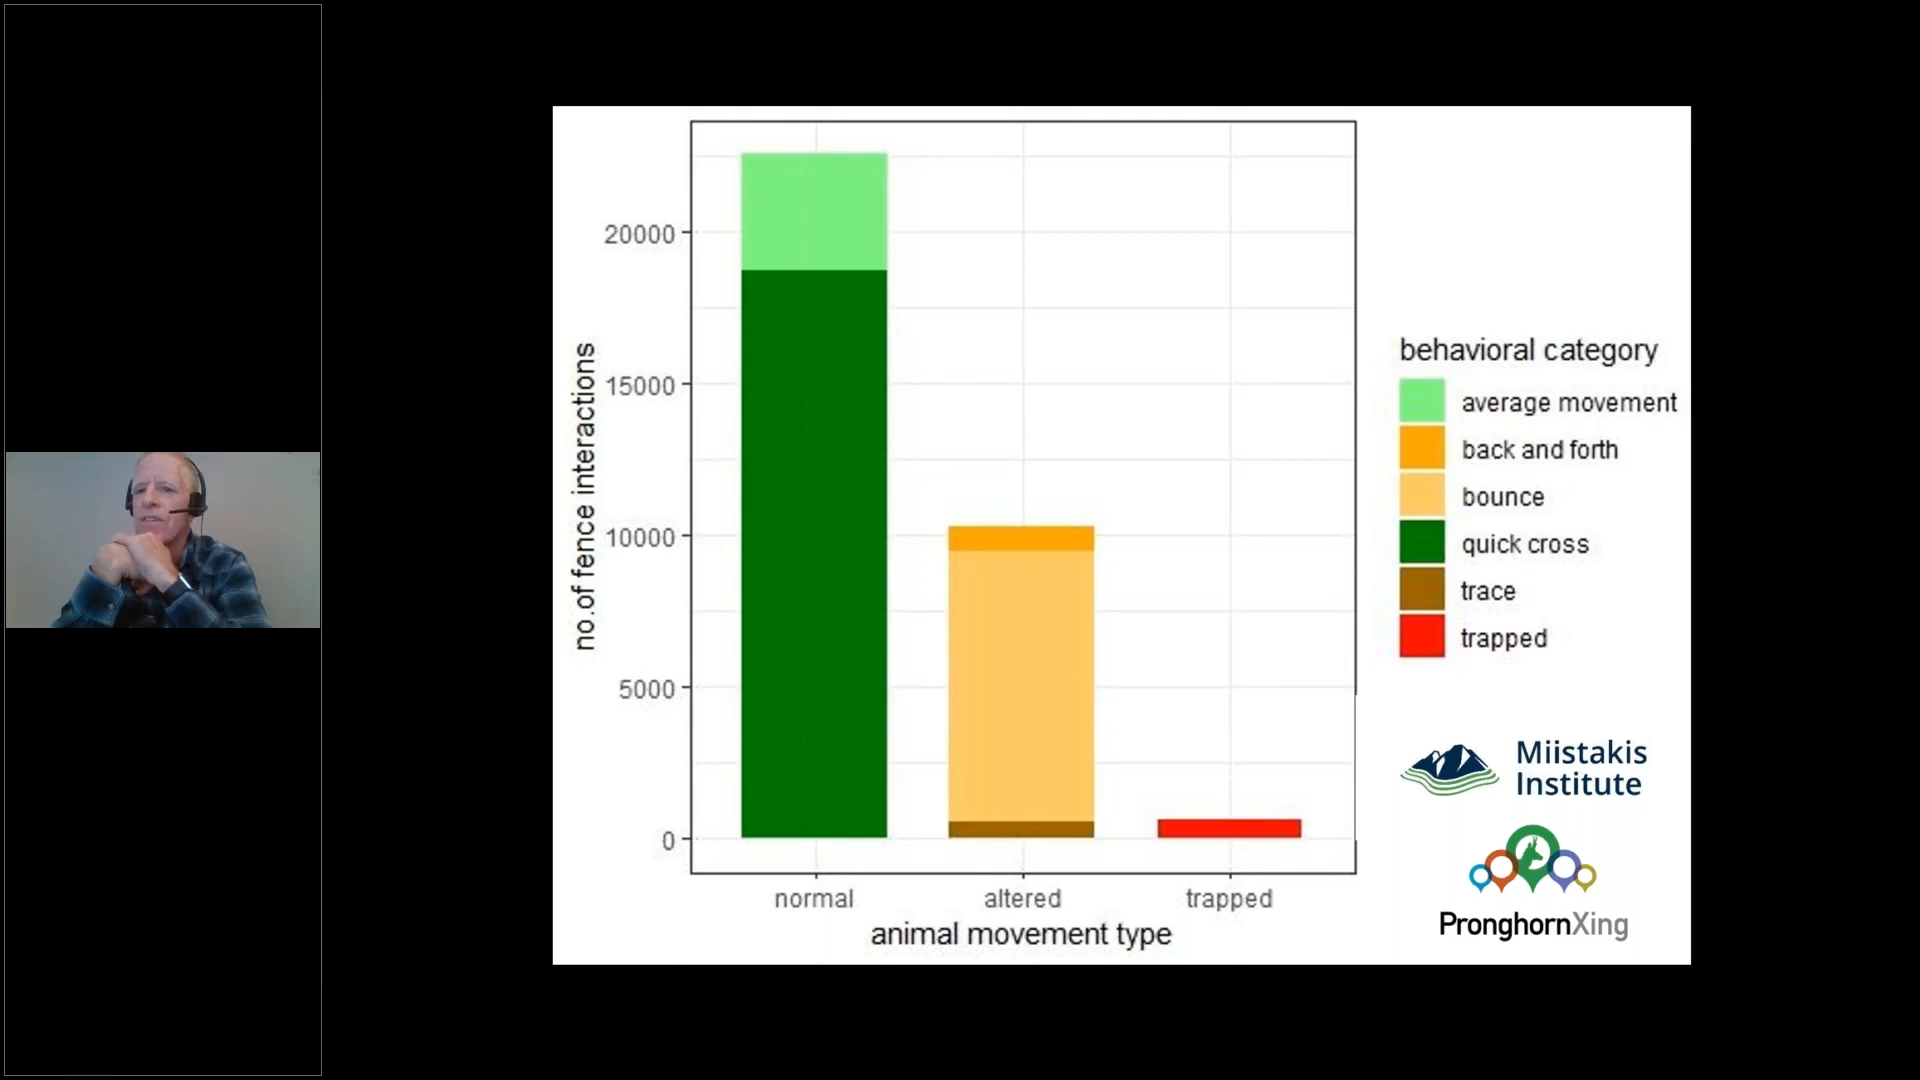 no.of fence interactions
20000
15000
10000
5000
0
normal altered trapped
animal movement type
behavioral category
average movement
back and forth
bounce
quick cross
trace
trapped
Miistakis
Institute
PronghornXing